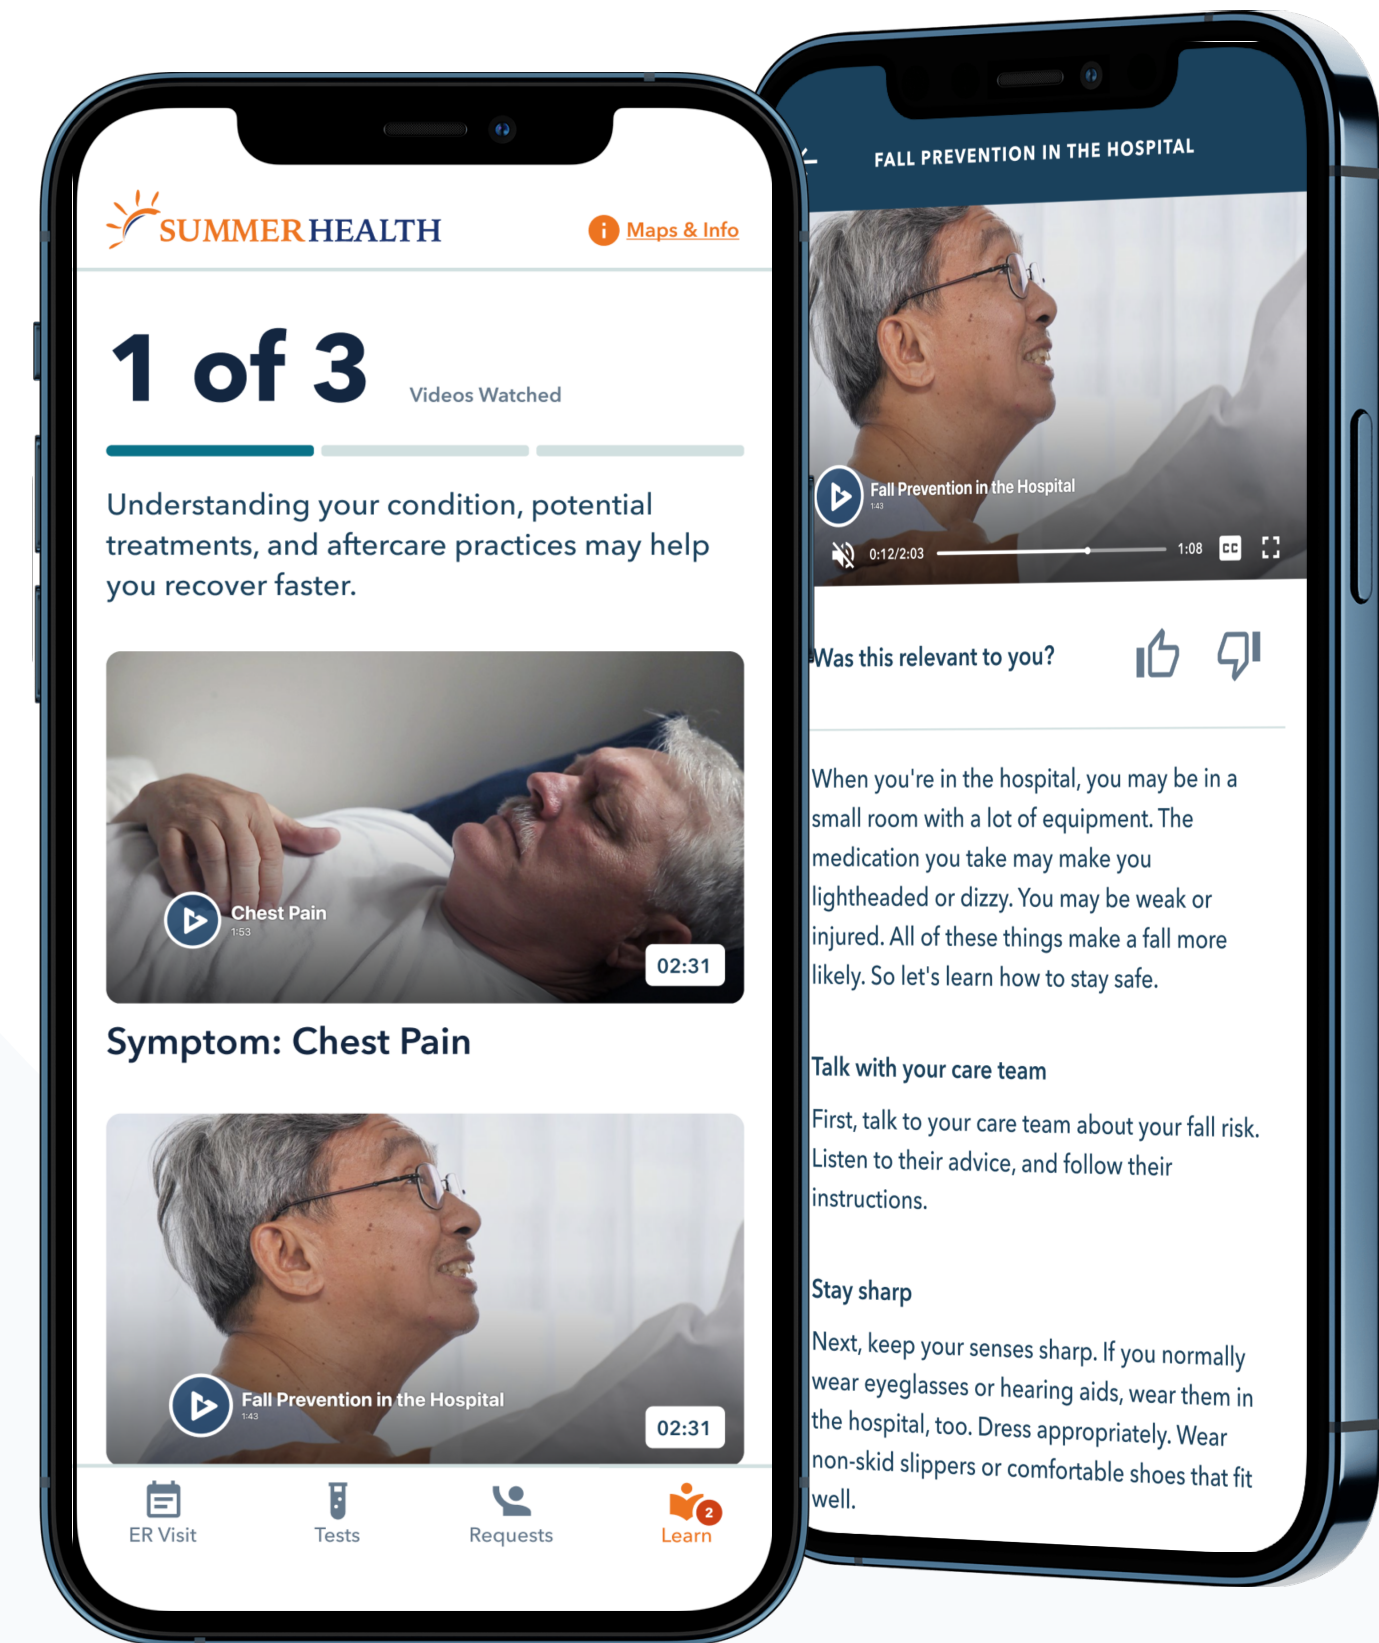 SUMMER HEALTH
Maps & Info
1 of 3
Videos Watched
Understanding your condition, potential
treatments, and aftercare practices may help
you recover faster.
Chest Pain
1:53
02:31
Symptom: Chest Pain
Fall Prevention in the Hospital
1:43
02:31
ER Visit
Tests
Requests
2
Learn
FALL PREVENTION IN THE HOSPITAL
Fall Prevention in the Hospital
1:43
0:12/2:03
1:08
CC
Was this relevant to you?
When you're in the hospital, you may be in a
small room with a lot of equipment. The
medication you take may make you
lightheaded or dizzy. You may be weak or
injured. All of these things make a fall more
likely. So let's learn how to stay safe.
Talk with your care team
First, talk to your care team about your fall risk.
Listen to their advice, and follow their
instructions.
Stay sharp
Next, keep your senses sharp. If you normally
wear eyeglasses or hearing aids, wear them in
the hospital, too. Dress appropriately. Wear
non-skid slippers or comfortable shoes that fit
well.